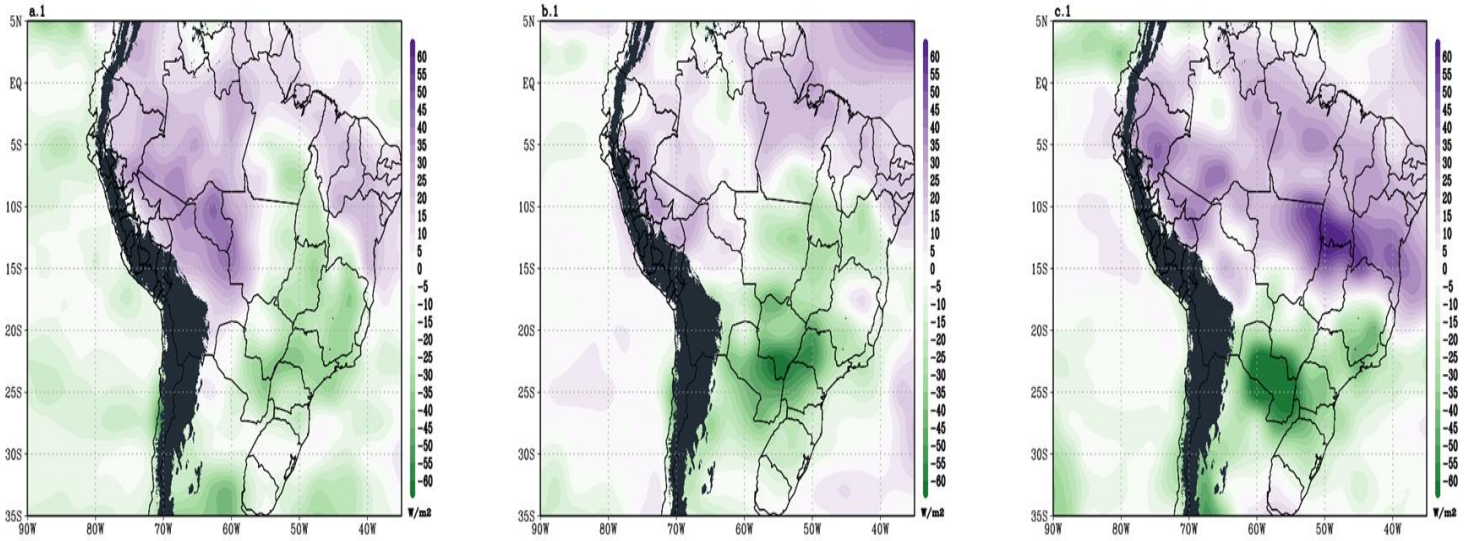 a.1
5N
EQ
5S
10S
15S
20S
25S
30S
35S
90W 80W 70W 60W 50W 40W
60
55
50
45
40
35
30
25
20
15
10
5
0
-5
-10
-15
-20
-25
-30
-35
-40
-45
-50
-55
-60
W/m2
b.1
5N
EQ
5S
10S
15S
20S
25S
30S
35S
90W 80W 70W 60W 50W 40W
60
55
50
45
40
35
30
25
20
15
10
5
0
-5
-10
-15
-20
-25
-30
-35
-40
-45
-50
-55
-60
W/m2
c.1
5N
EQ
5S
10S
15S
20S
25S
30S
35S
90W 80W 70W 60W 50W 40W
60
55
50
45
40
35
30
25
20
15
10
5
0
-5
-10
-15
-20
-25
-30
-35
-40
-45
-50
-55
-60
W/m2